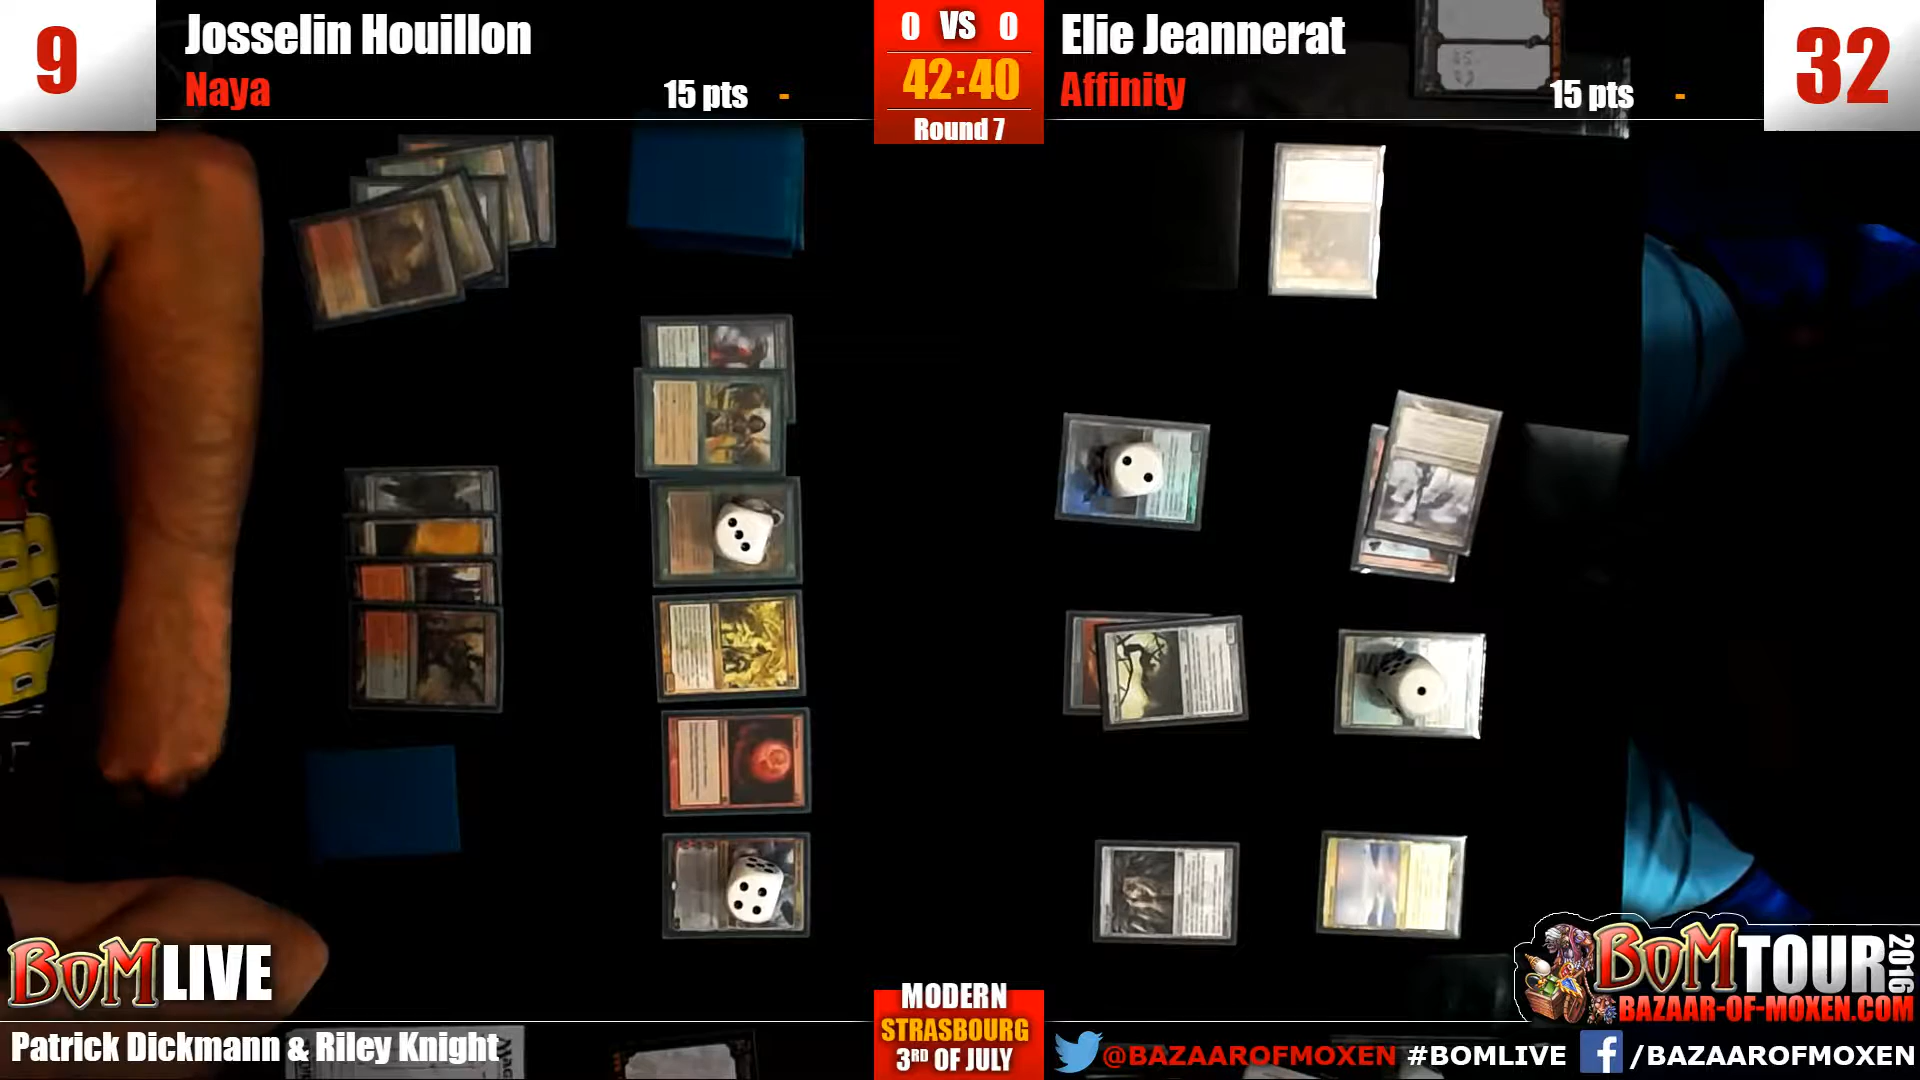 9
Josselin Houillon
Naya
15 pts -
0 VS 0
42:40
Round 7
Elie Jeannerat
Affinity
15 pts -
32
BOM LIVE
Patrick Dickmann & Riley Knight
MODERN
STRASBOURG
3RD OF JULY
BOM TOUR 2016
BAZAAR-OF-MOXEN.COM
@BAZAAROFMOXEN #BOMLIVE /BAZAAROFMOXEN